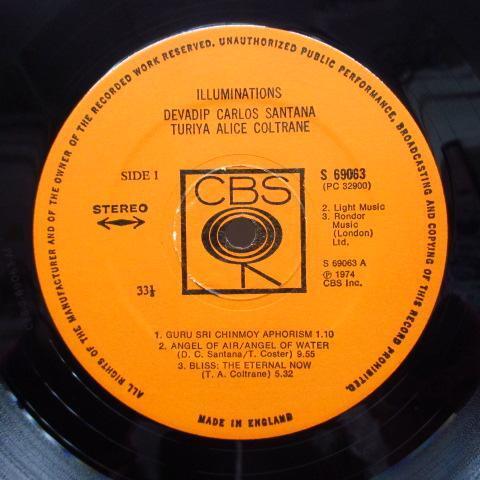 ALL RIGHTS OF THE MANUFACTURER AND OF THE OWNER OF THE RECORDED WORK RESERVED. UNAUTHORIZED PUBLIC PERFORMANCE, BROADCASTING AND COPYING OF THIS RECORD PROHIBITED.
ILLUMINATIONS
DEVADIP CARLOS SANTANA
TURIYA ALICE COLTRANE
SIDE 1
STEREO
33⅓
CBS
S 69063
(PC 32900)
2. Light Music
3. Rondor
Music
(London)
Ltd.
S 69063 A
℗ 1974
CBS Inc.
1. GURU SRI CHINMOY APHORISM 1.10
2. ANGEL OF AIR/ANGEL OF WATER
(D. C. Santana/T. Coster) 9.55
3. BLISS: THE ETERNAL NOW
(T. A. Coltrane) 5.32
MADE IN ENGLAND